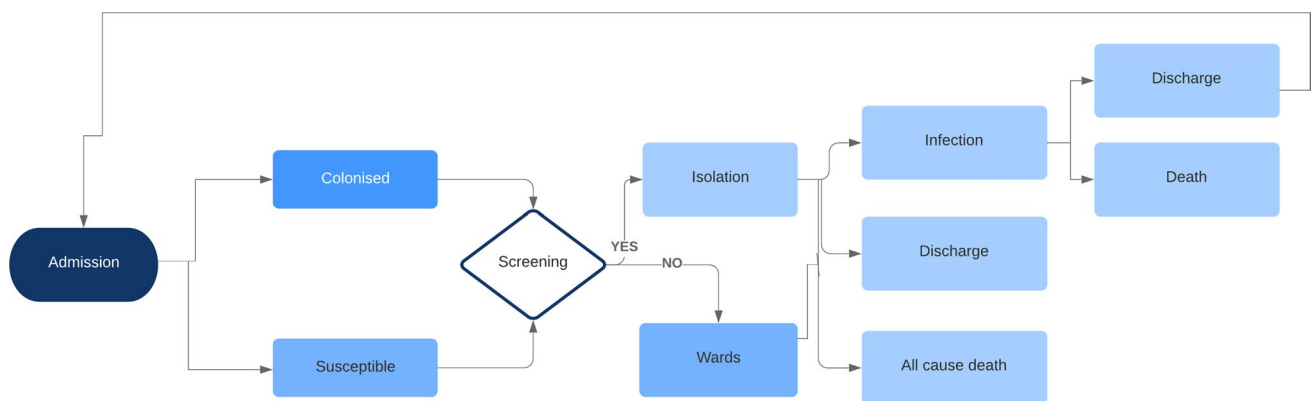 Discharge
Infection
Colonised
Isolation
Death
YES
Discharge
Admission
Screening
NO
Wards
Susceptible
All cause death